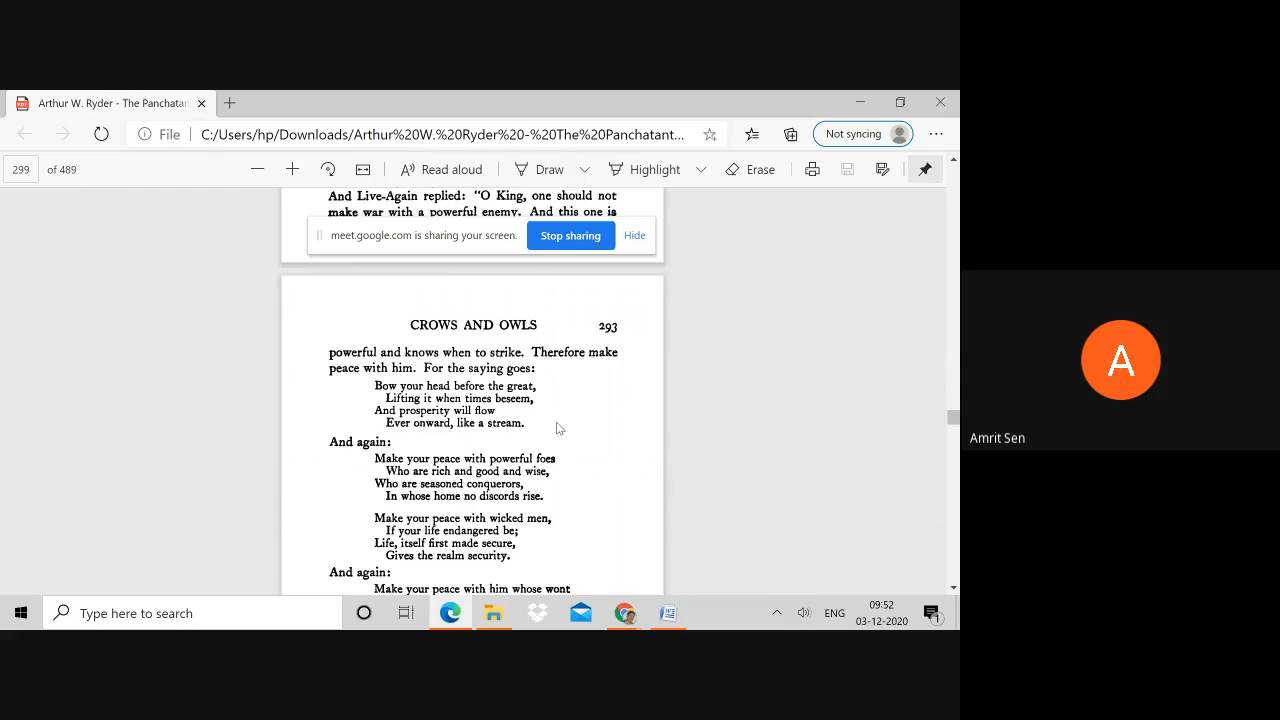 Arthur W. Ryder - The Panchatan
File C:/Users/hp/Downloads/Arthur%20W.%20Ryder%20-%20The%20Panchatant...
Not syncing
299 of 489
Read aloud
Draw
Highlight
Erase
And Live-Again replied: "O King, one should not
make war with a powerful enemy. And this one is
meet.google.com is sharing your screen.
Stop sharing
Hide
CROWS AND OWLS 293
powerful and knows when to strike. Therefore make
peace with him. For the saying goes:
Bow your head before the great,
Lifting it when times beseem,
And prosperity will flow
Ever onward, like a stream.
And again:
Make your peace with powerful foes
Who are rich and good and wise,
Who are seasoned conquerors,
In whose home no discords rise.
Make your peace with wicked men,
If your life endangered be;
Life, itself first made secure,
Gives the realm security.
And again:
Make your peace with him whose wont
A
Amrit Sen
Type here to search
ENG
09:52
03-12-2020
1